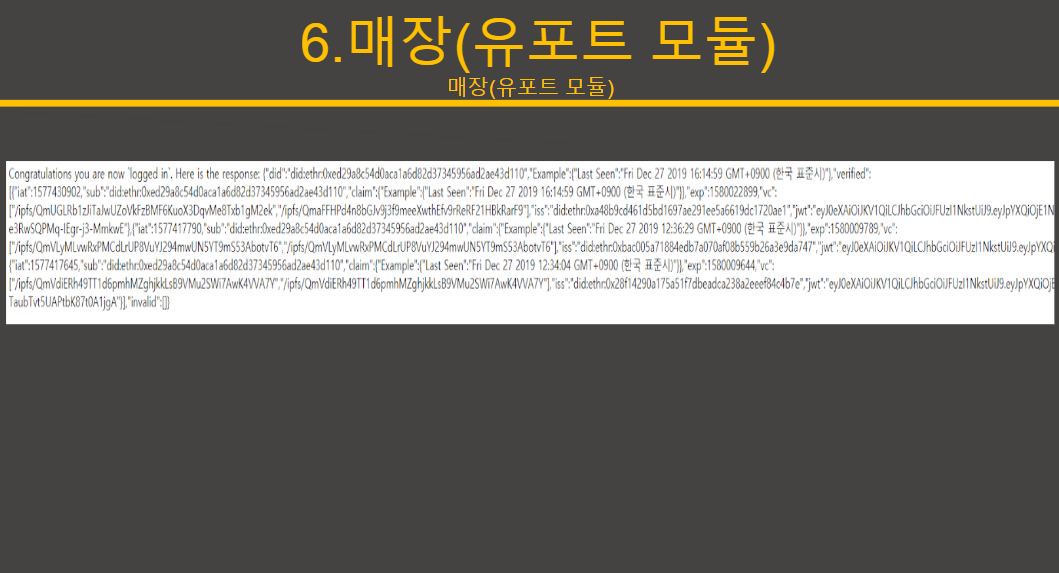 6.매장(유포트 모듈)
매장(유포트 모듈)
Congratulations you are now `logged in`. Here is the response: {"did":"did:ethr:0xed29a8c54d0aca1a6d82d37345956ad2ae43d110","Example":{"Last Seen":"Fri Dec 27 2019 16:14:59 GMT+0900 (한국 표준시)"},"verified":
[{"iat":1577430902,"sub":"did:ethr:0xed29a8c54d0aca1a6d82d37345956ad2ae43d110","claim":{"Example":{"Last Seen":"Fri Dec 27 2019 16:14:59 GMT+0900 (한국 표준시)"}},"exp":1580022899,"vc":
["/ipfs/QmUGLRb1zJiTaJwUZoVkFzBMF6KuoX3DqvMe8Txb1gM2ek","/ipfs/QmaFFHPd4n8bGJv9j3f9meeXwthEfv9rReRF21HBkRarF9"],"iss":"did:ethr:0xa48b9cd461d5bd1697ae291ee5a6619dc1720ae1","jwt":"eyJ0eXAiOiJKV1QiLCJhbGciOiJFUzI1NkstUiJ9.eyJpYXQiOjE1N
e3RwSQPMq-IEgr-j3-MmkwE"},{"iat":1577417790,"sub":"did:ethr:0xed29a8c54d0aca1a6d82d37345956ad2ae43d110","claim":{"Example":{"Last Seen":"Fri Dec 27 2019 12:36:29 GMT+0900 (한국 표준시)"}},"exp":1580009789,"vc":
["/ipfs/QmVLyMLvwRxPMCdLrUP8VuYJ294mwUN5YT9mS53AbotvT6","/ipfs/QmVLyMLvwRxPMCdLrUP8VuYJ294mwUN5YT9mS53AbotvT6"],"iss":"did:ethr:0xbac005a71884edb7a070af08b559b26a3e9da747","jwt":"eyJ0eXAiOiJKV1QiLCJhbGciOiJFUzI1NkstUiJ9.eyJpYXQi
{"iat":1577417645,"sub":"did:ethr:0xed29a8c54d0aca1a6d82d37345956ad2ae43d110","claim":{"Example":{"Last Seen":"Fri Dec 27 2019 12:34:04 GMT+0900 (한국 표준시)"}},"exp":1580009644,"vc":
["/ipfs/QmVdiERh49TT1d6pmhMZghjkkLsB9VMu2SWi7AwK4VVA7Y","/ipfs/QmVdiERh49TT1d6pmhMZghjkkLsB9VMu2SWi7AwK4VVA7Y"],"iss":"did:ethr:0x28f14290a175a51f7dbeadca238a2eeef84c4b7e","jwt":"eyJ0eXAiOiJKV1QiLCJhbGciOiJFUzI1NkstUiJ9.eyJpYXQiOjE
TaubTvt5UAPtbK87t0A1jgA"}],"invalid":[]}